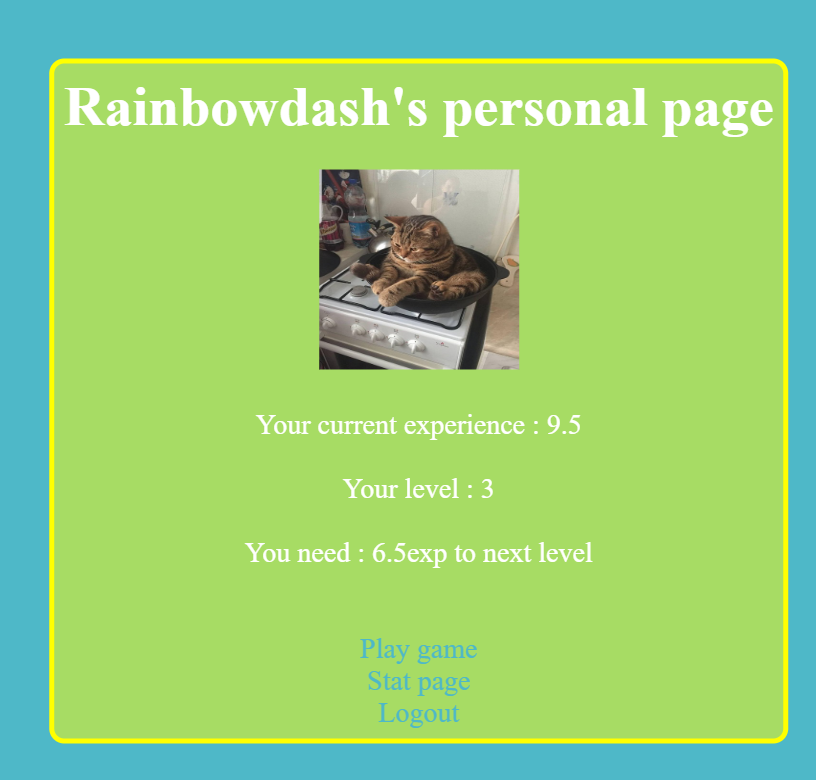 Rainbowdash's personal page
Your current experience : 9.5
Your level : 3
You need : 6.5exp to next level
Play game
Stat page
Logout